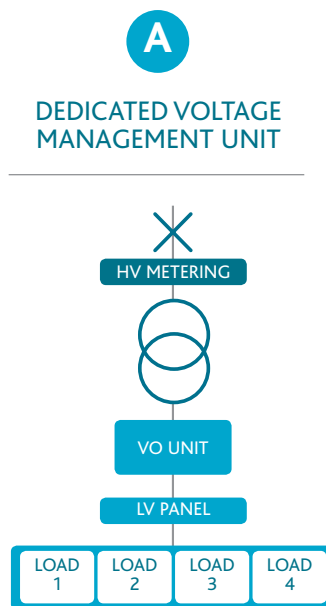 A
DEDICATED VOLTAGE
MANAGEMENT UNIT
HV METERING
VO UNIT
LV PANEL
LOAD
1
LOAD
2
LOAD
3
LOAD
4